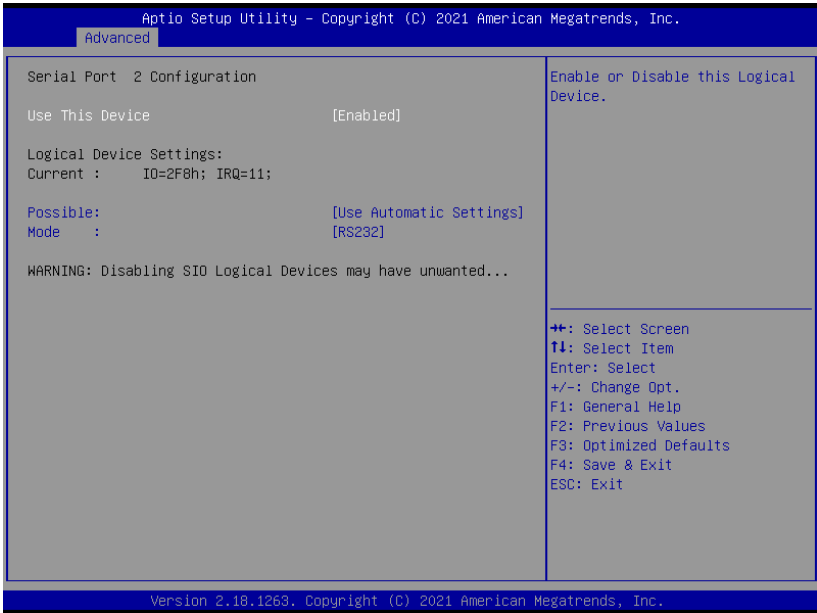 Aptio Setup Utility – Copyright (C) 2021 American Megatrends, Inc.
Advanced
Serial Port  2 Configuration
Use This Device [Enabled]
Logical Device Settings:
Current : IO=2F8h; IRQ=11;
Possible: [Use Automatic Settings]
Mode : [RS232]
WARNING: Disabling SIO Logical Devices may have unwanted...
Enable or Disable this Logical
Device.
→←: Select Screen
↑↓: Select Item
Enter: Select
+/-: Change Opt.
F1: General Help
F2: Previous Values
F3: Optimized Defaults
F4: Save & Exit
ESC: Exit
Version 2.18.1263. Copyright (C) 2021 American Megatrends, Inc.